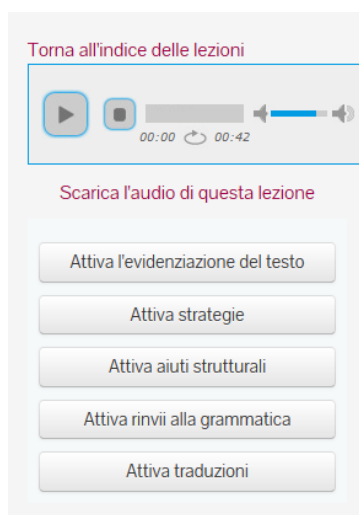 Torna all'indice delle lezioni
00:00 00:42
Scarica l'audio di questa lezione
Attiva l'evidenziazione del testo
Attiva strategie
Attiva aiuti strutturali
Attiva rinvii alla grammatica
Attiva traduzioni